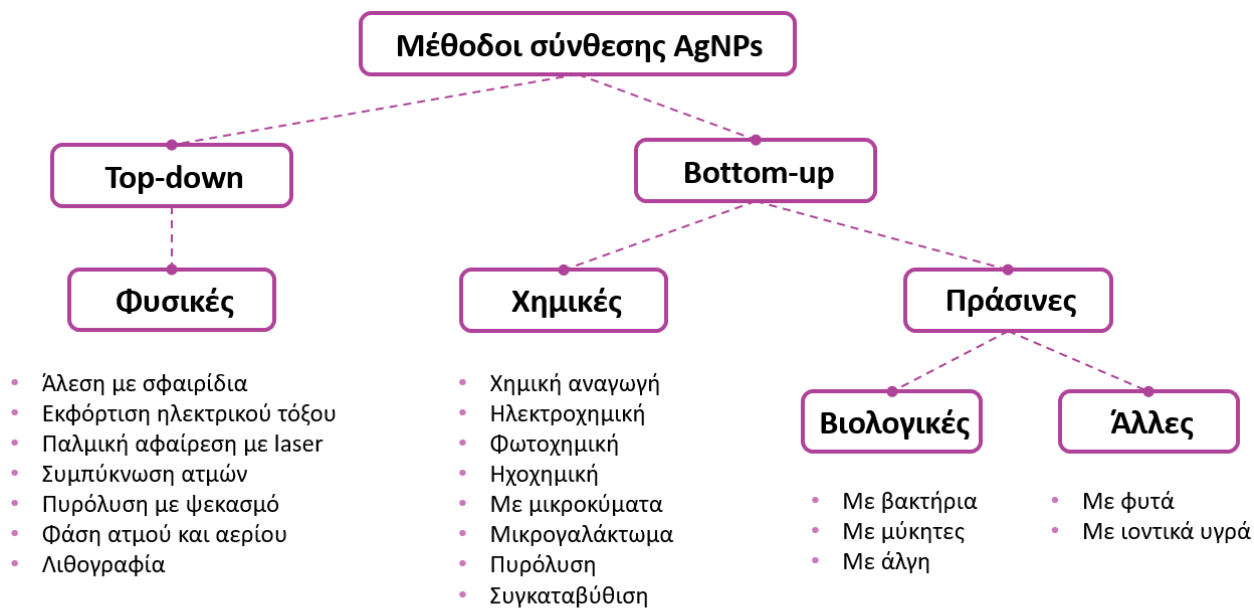 Μέθοδοι σύνθεσης AgNPs
Top-down
Bottom-up
Φυσικές
Χημικές
Πράσινες
• Άλεση με σφαιρίδια
• Εκφόρτιση ηλεκτρικού τόξου
• Παλμική αφαίρεση με laser
• Συμπύκνωση ατμών
• Πυρόλυση με ψεκασμό
• Φάση ατμού και αερίου
• Λιθογραφία
• Χημική αναγωγή
• Ηλεκτροχημική
• Φωτοχημική
• Ηχοχημική
• Με μικροκύματα
• Μικρογαλάκτωμα
• Πυρόλυση
• Συγκαταβύθιση
Βιολογικές
Άλλες
• Με βακτήρια
• Με μύκητες
• Με άλγη
• Με φυτά
• Με ιοντικά υγρά